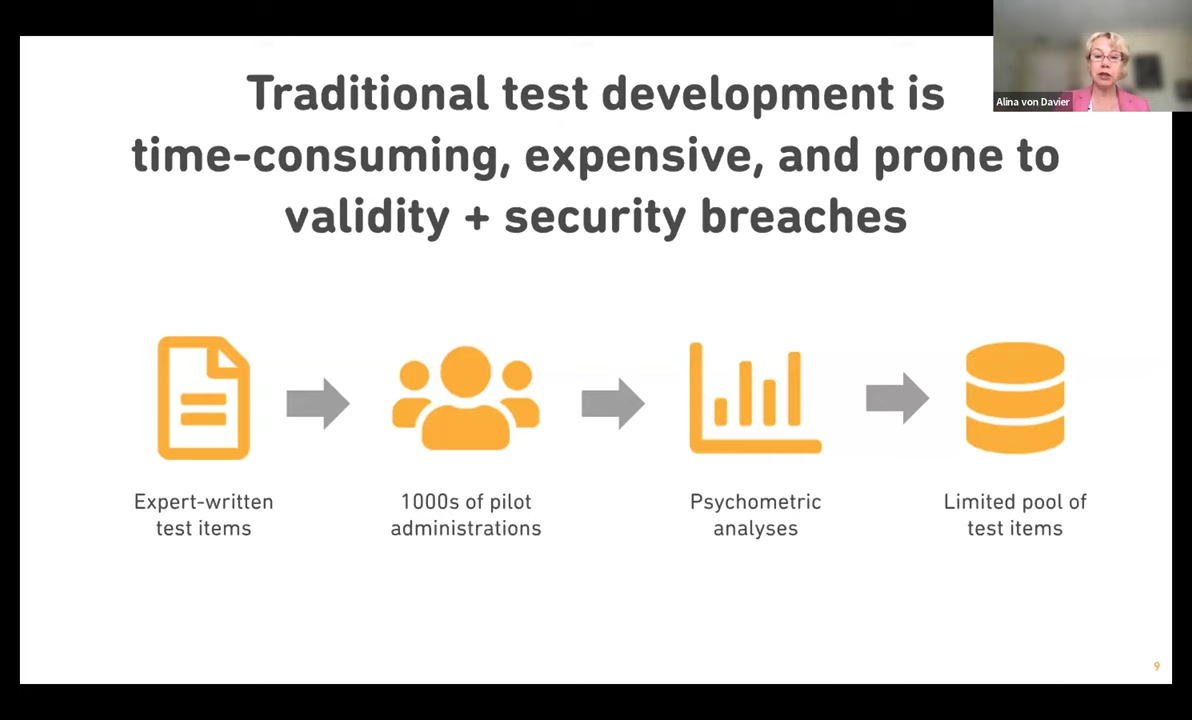 Traditional test development is
time-consuming, expensive, and prone to
validity + security breaches
Alina von Davier
Expert-written
test items
1000s of pilot
administrations
Psychometric
analyses
Limited pool of
test items
9